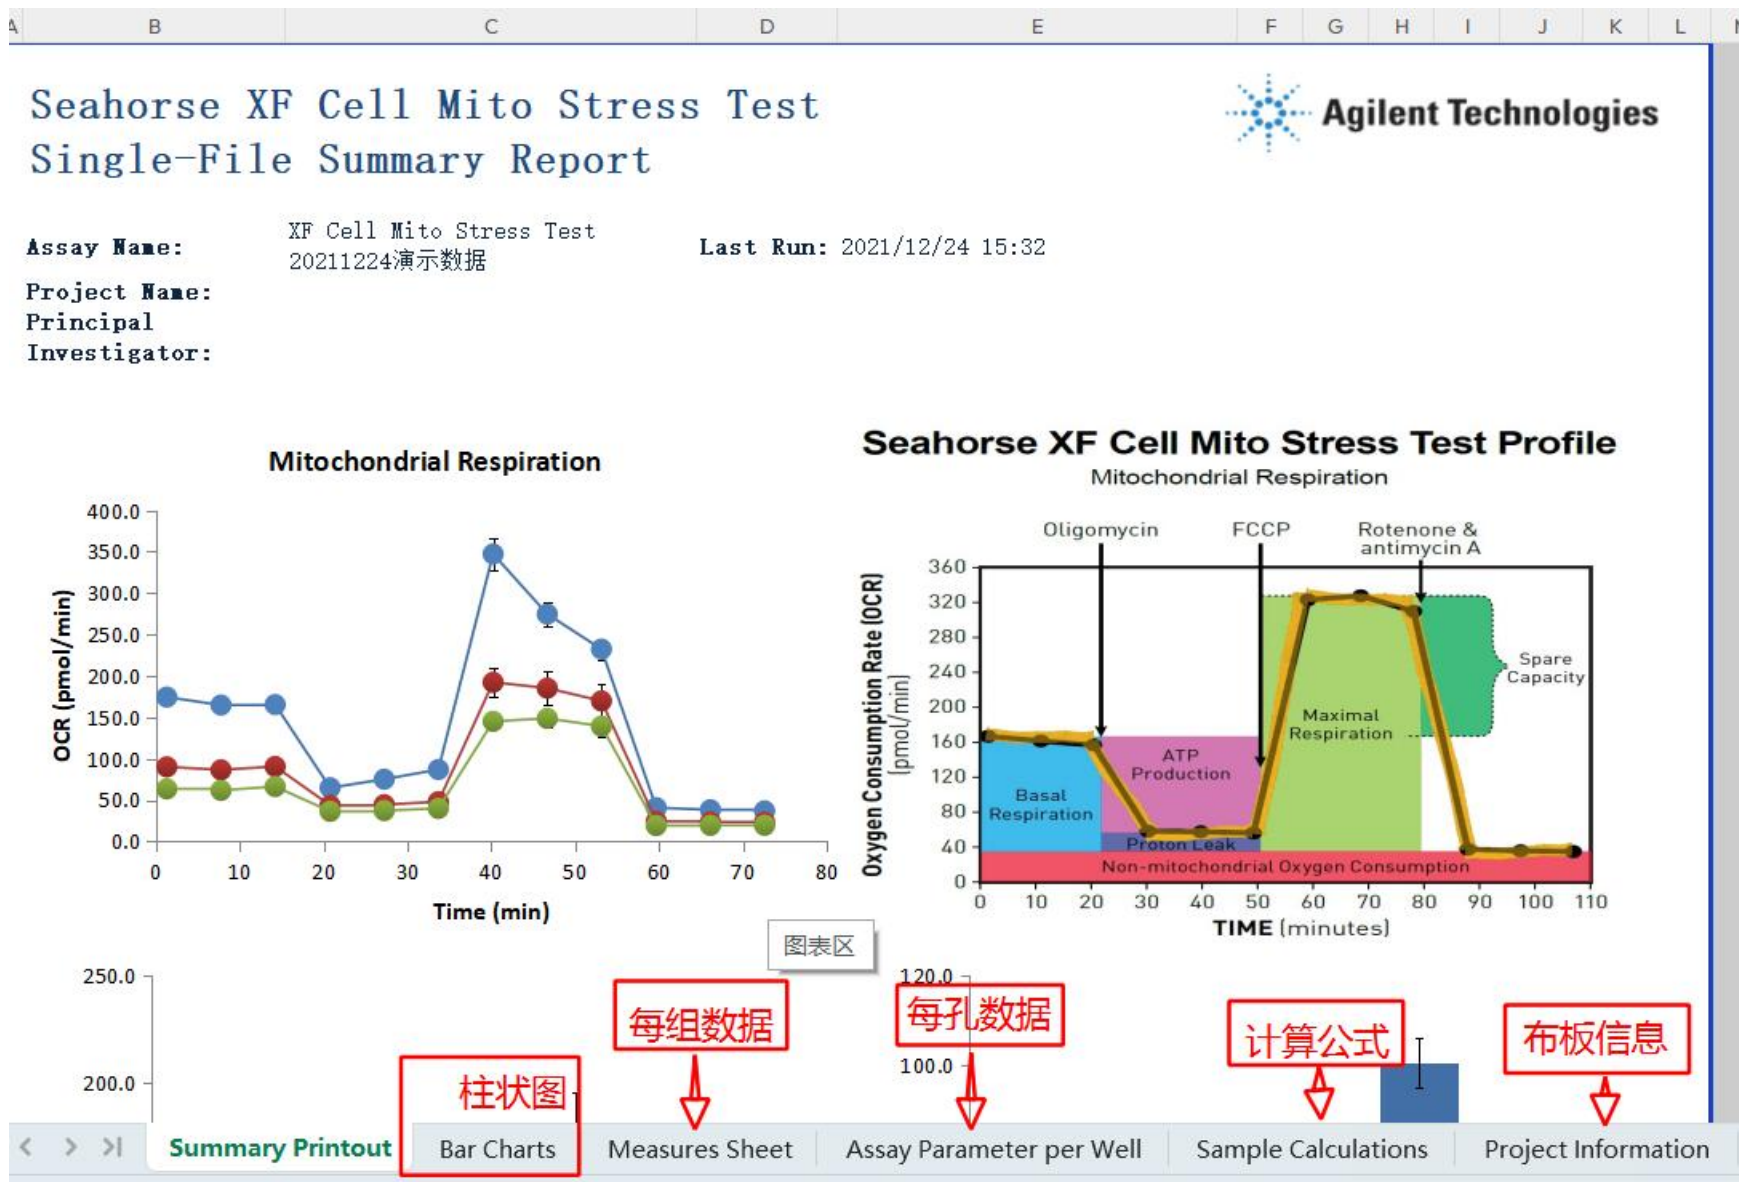 A B C D E F G H I J K L
Seahorse XF Cell Mito Stress Test
Single-File Summary Report
Agilent Technologies
Assay Name:
XF Cell Mito Stress Test
20211224演示数据
Last Run: 2021/12/24 15:32
Project Name:
Principal
Investigator:
Mitochondrial Respiration
400.0
350.0
300.0
250.0
200.0
150.0
100.0
50.0
0.0
OCR (pmol/min)
0 10 20 30 40 50 60 70 80
Time (min)
Seahorse XF Cell Mito Stress Test Profile
Mitochondrial Respiration
Oligomycin
FCCP
Rotenone &
antimycin A
360
320
280
240
200
160
120
80
40
0
Oxygen Consumption Rate (OCR)
(pmol/min)
Spare
Capacity
Maximal
Respiration
ATP
Production
Basal
Respiration
Proton Leak
Non-mitochondrial Oxygen Consumption
0 10 20 30 40 50 60 70 80 90 100 110
TIME (minutes)
图表区
250.0
200.0
120.0
100.0
柱状图
每组数据
每孔数据
计算公式
布板信息
Summary Printout
Bar Charts
Measures Sheet
Assay Parameter per Well
Sample Calculations
Project Information